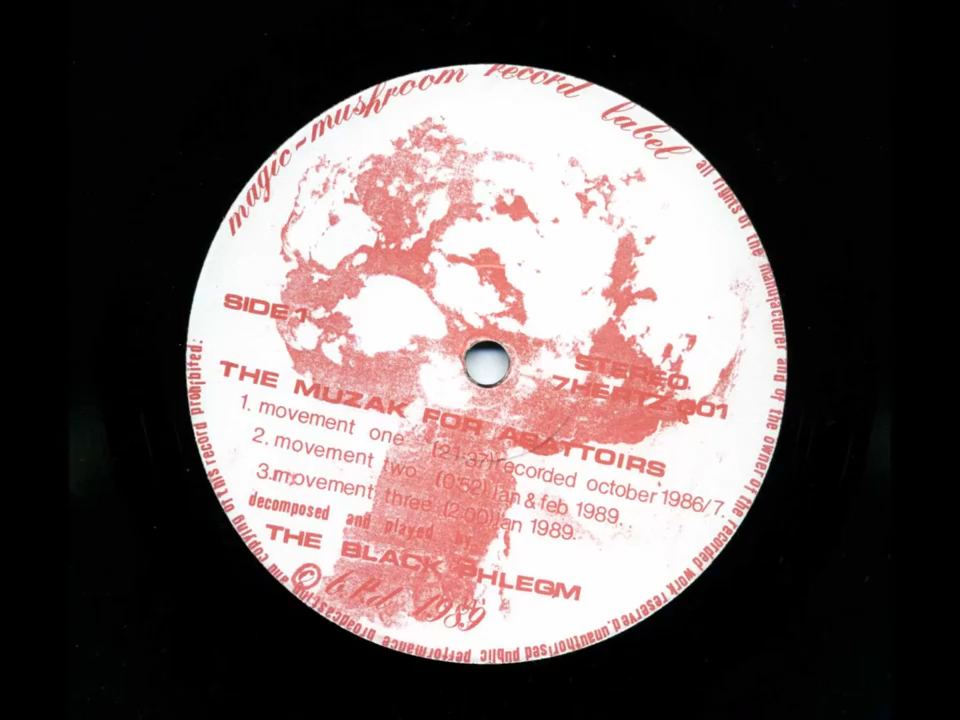 magic-mushroom record label
all rights of the manufacturer and of the owner of the recorded work reserved. unauthorised public performance broadcasting and copying of this record prohibited:
SIDE 1
STEREO
7HERTZ 001
THE MUZAK FOR ABATTOIRS
1. movement one (21:37) recorded october 1986/7.
2. movement two (0:52) jan & feb 1989.
3. movement three (2:00) jan 1989.
decomposed and played by
THE BLACK PHLEGM
© 1989